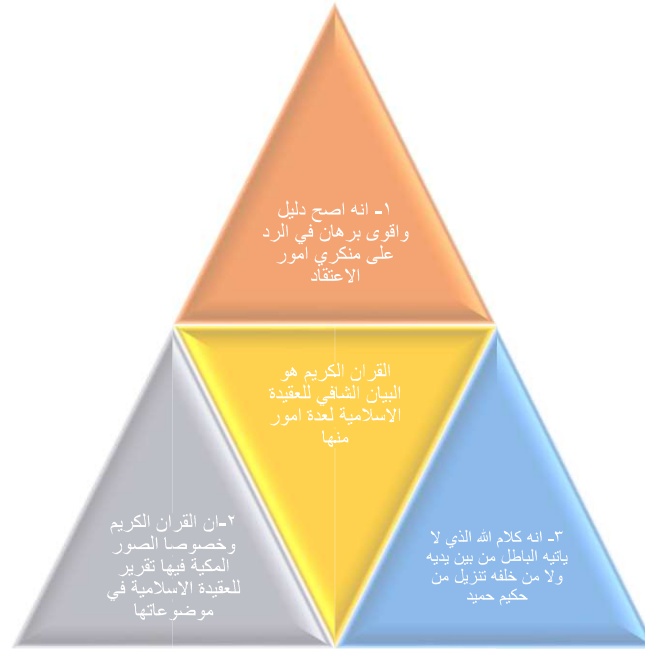 ١- انه اصح دليل
واقوى برهان في الرد
على منكري امور
الاعتقاد
القران الكريم هو
البيان الشافي للعقيدة
الاسلامية لعدة امور
منها
٢-ان القران الكريم
وخصوصا الصور
المكية فيها تقرير
للعقيدة الاسلامية في
موضوعاتها
٣- انه كلام الله الذي لا
ياتيه الباطل من بين يديه
ولا من خلفه تنزيل من
حكيم حميد